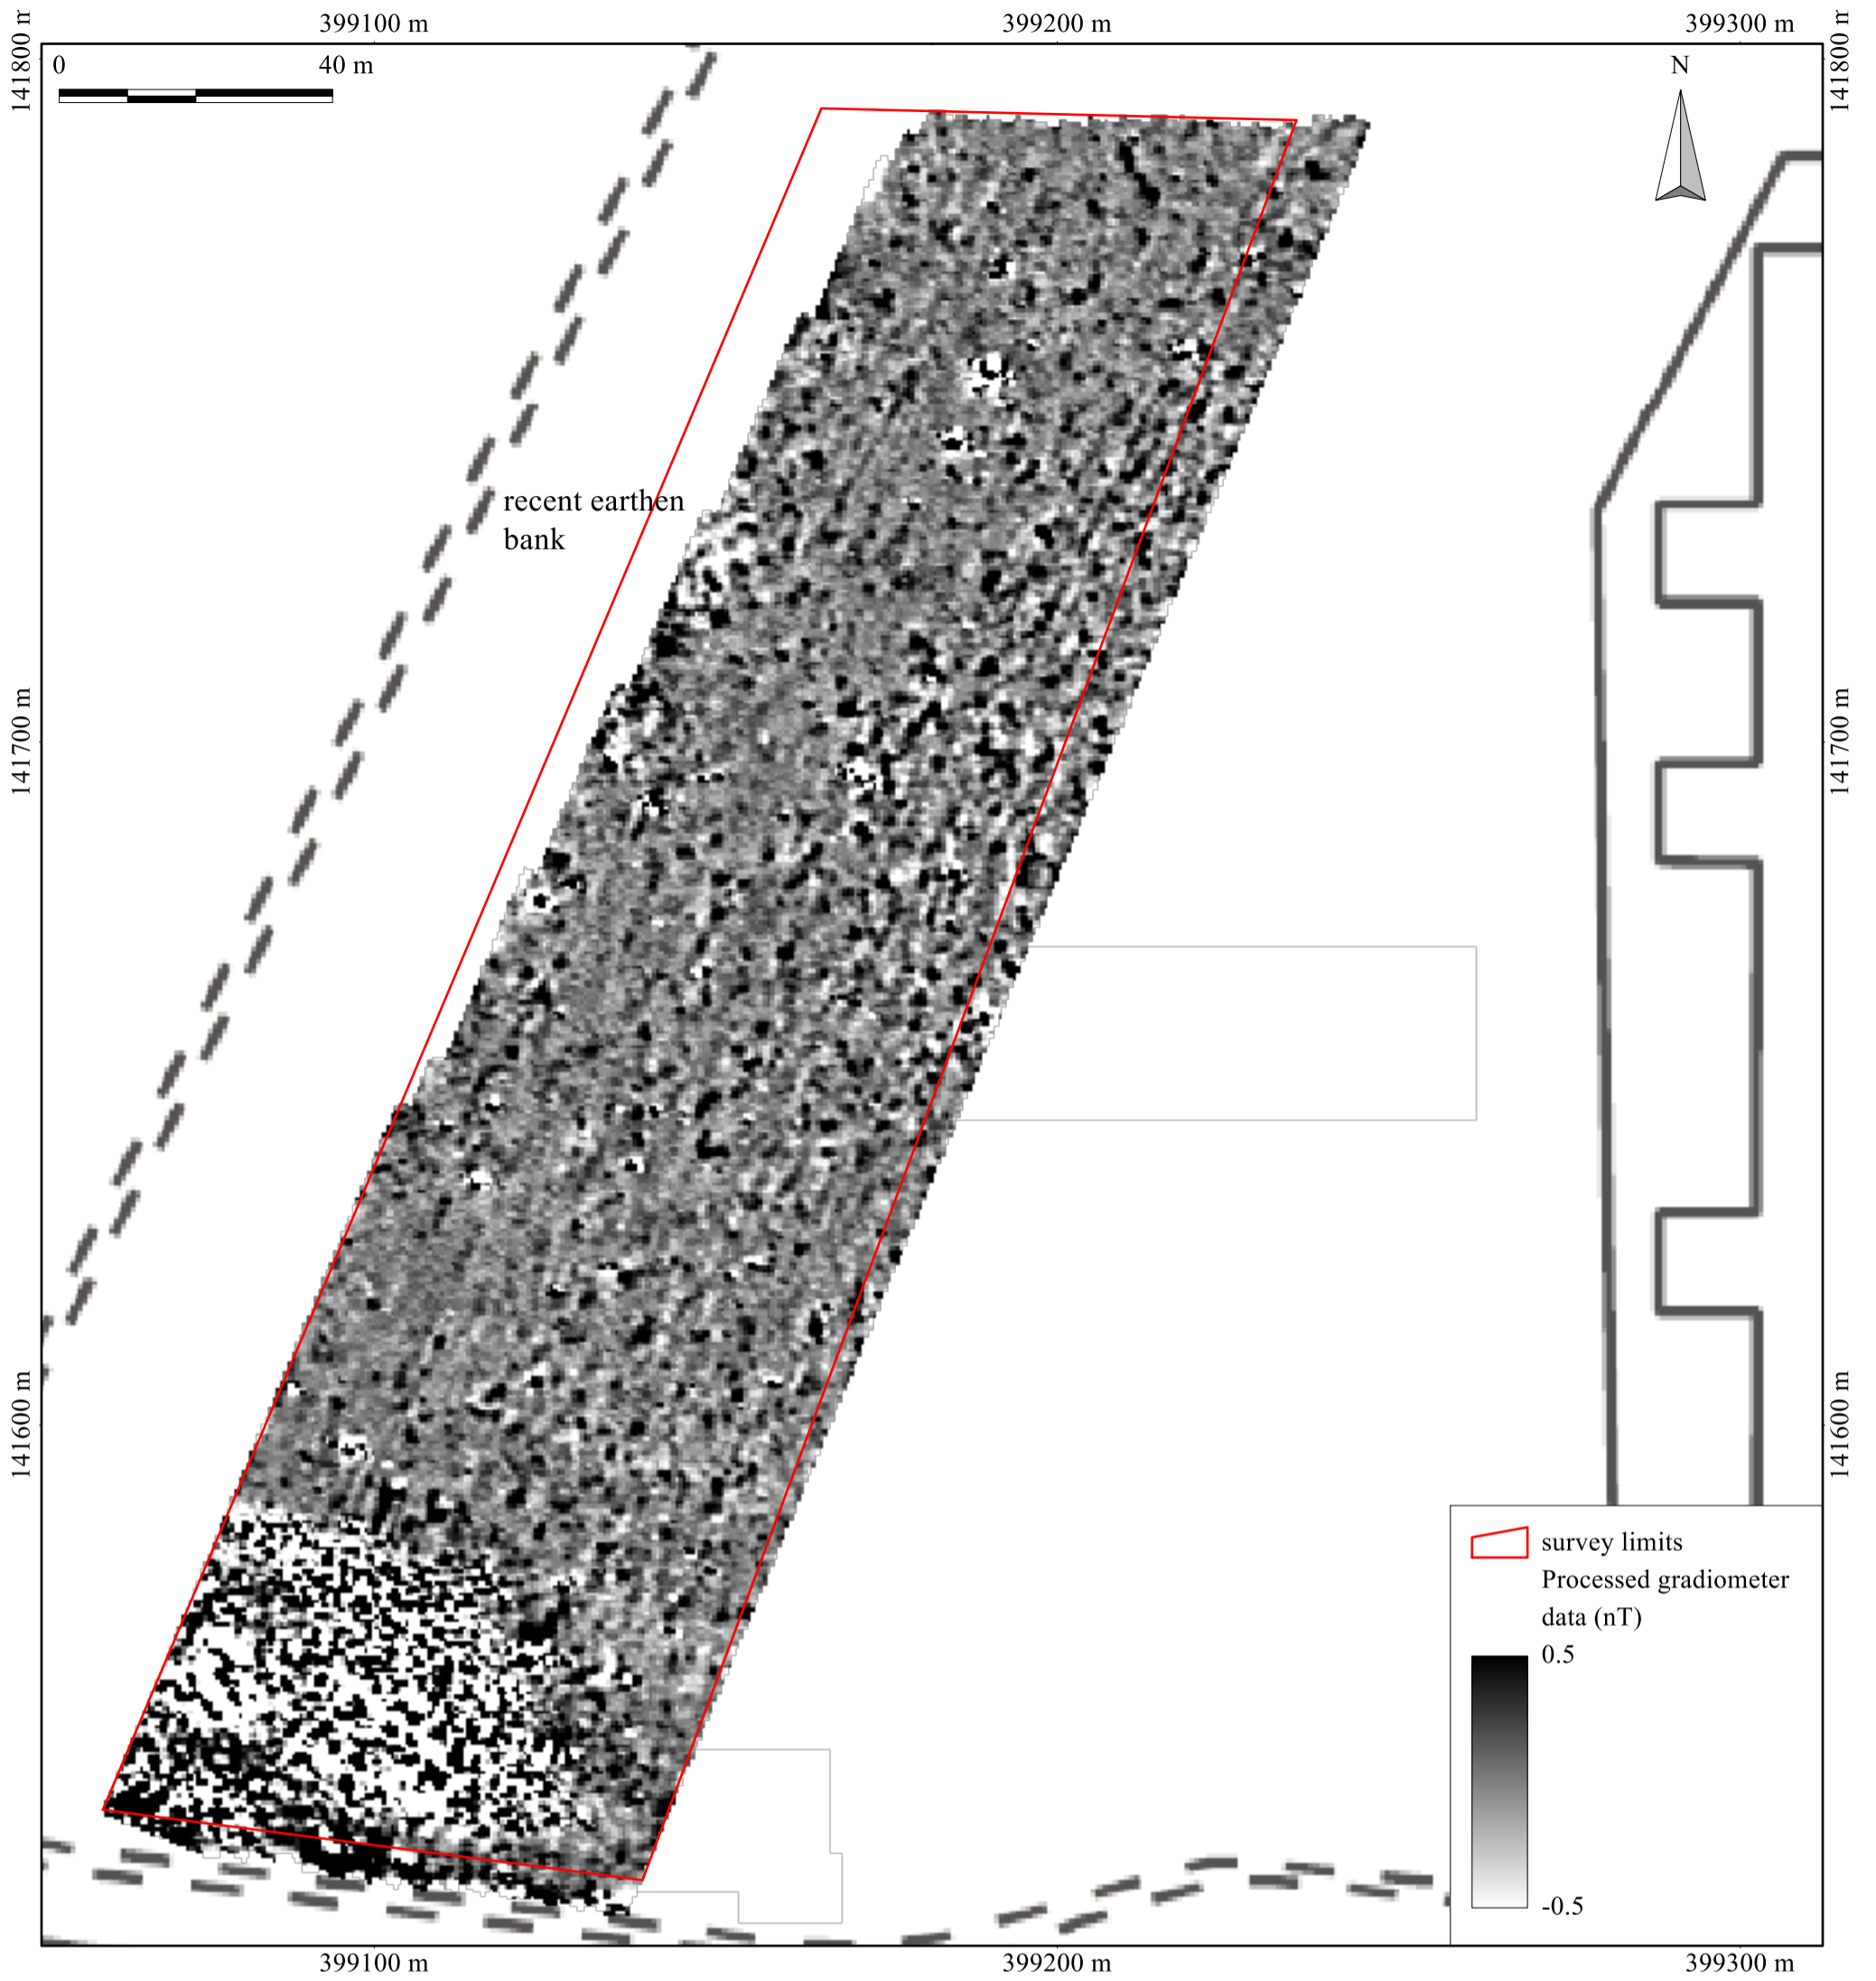 399100 m
399200 m
399300 m
141800 m
0
40 m
N
141800 m
recent earthen
bank
141700 m
141700 m
141600 m
141600 m
survey limits
Processed gradiometer
data (nT)
0.5
-0.5
399100 m
399200 m
399300 m